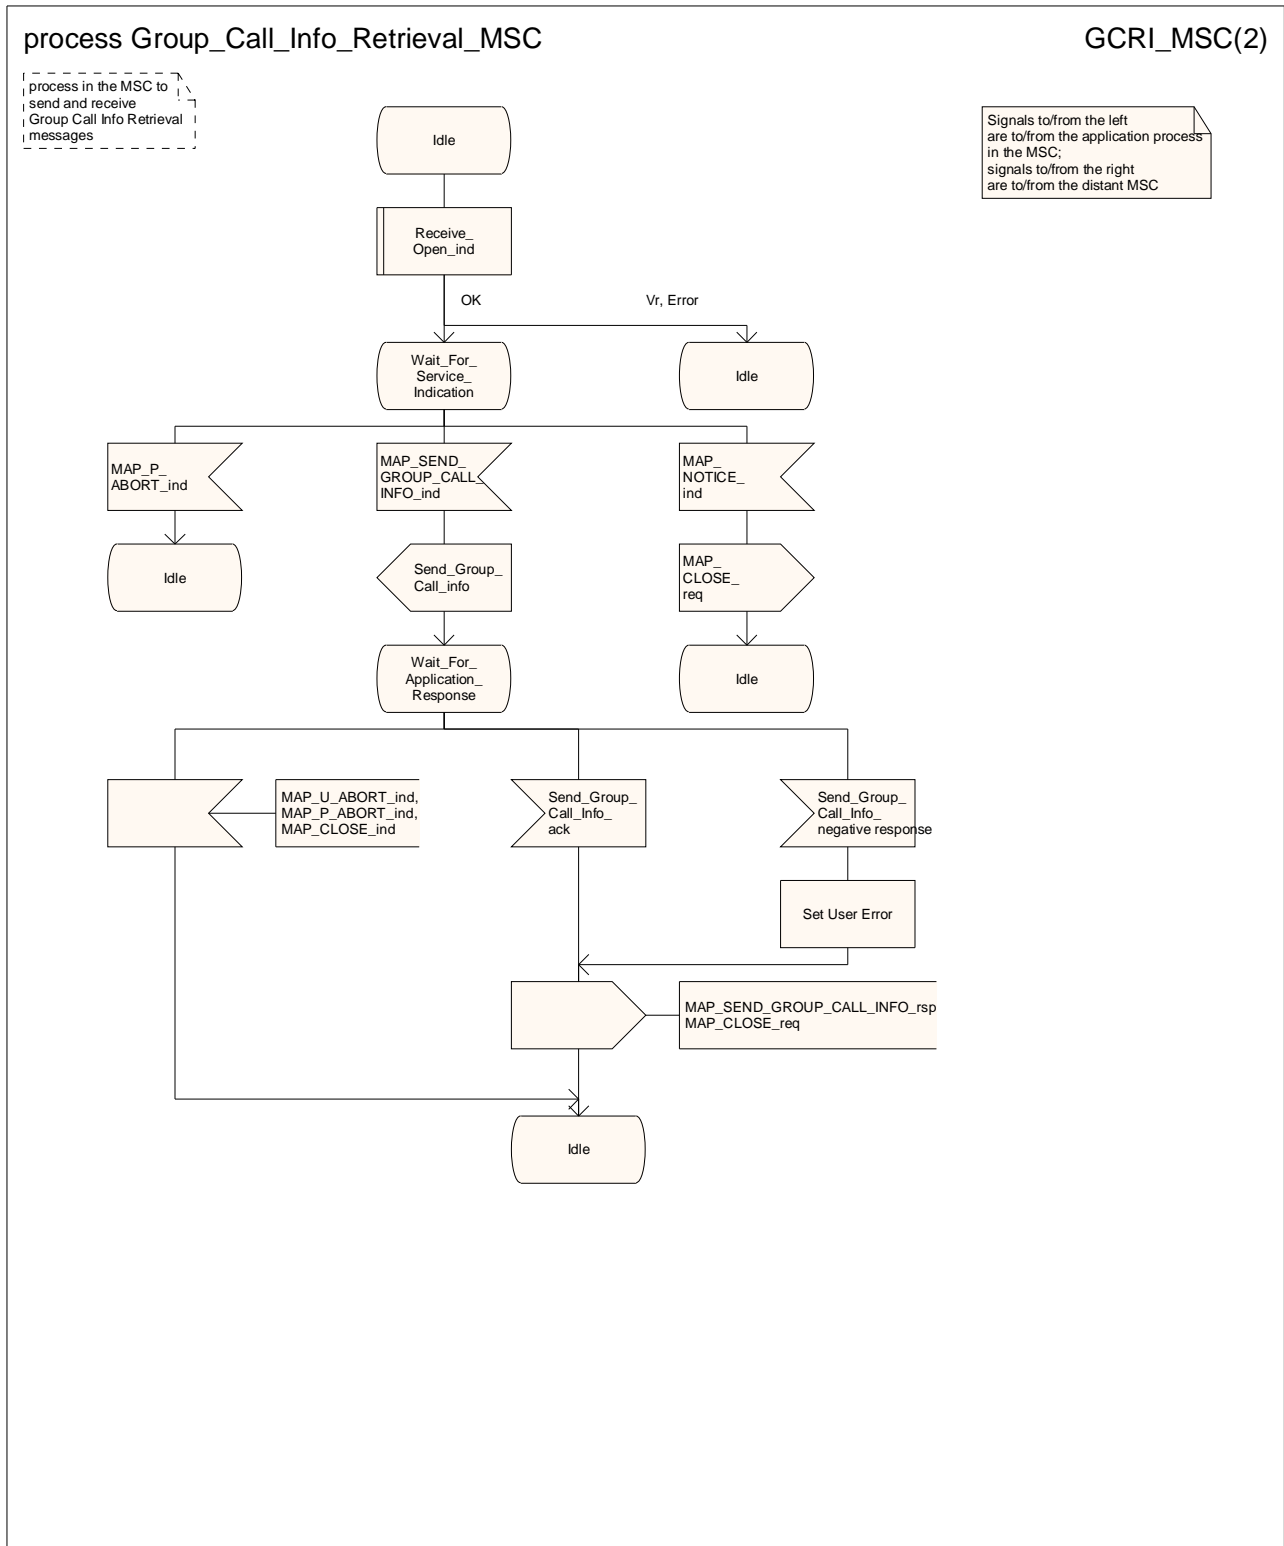 process Group_Call_Info_Retrieval_MSC
GCRI_MSC(2)
process in the MSC to
send and receive
Group Call Info Retrieval
messages
Signals to/from the left
are to/from the application process
in the MSC;
signals to/from the right
are to/from the distant MSC
Idle
Receive_
Open_ind
OK
Vr, Error
Wait_For_
Service_
Indication
Idle
MAP_P_
ABORT_ind
MAP_SEND_
GROUP_CALL_
INFO_ind
MAP_
NOTICE_
ind
Idle
Send_Group_
Call_info
MAP_
CLOSE_
req
Wait_For_
Application_
Response
Idle
MAP_U_ABORT_ind,
MAP_P_ABORT_ind,
MAP_CLOSE_ind
Send_Group_
Call_Info_
ack
Send_Group_
Call_Info_
negative response
Set User Error
MAP_SEND_GROUP_CALL_INFO_rsp
MAP_CLOSE_req
Idle